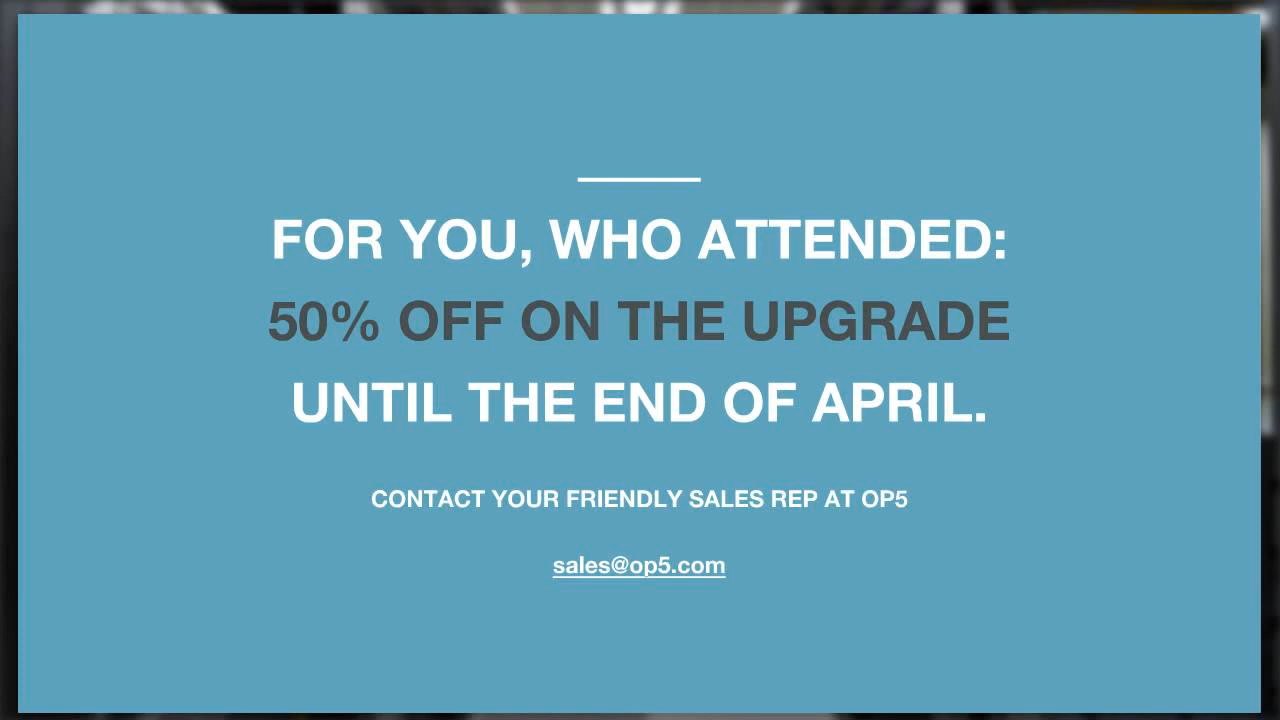 FOR YOU, WHO ATTENDED:
50% OFF ON THE UPGRADE
UNTIL THE END OF APRIL.
CONTACT YOUR FRIENDLY SALES REP AT OP5
sales@op5.com